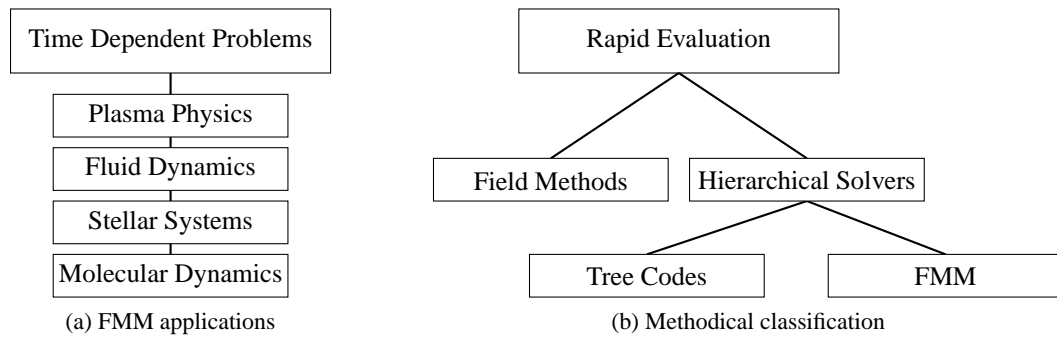 Time Dependent Problems
Plasma Physics
Fluid Dynamics
Stellar Systems
Molecular Dynamics
(a) FMM applications
Rapid Evaluation
Field Methods
Hierarchical Solvers
Tree Codes
FMM
(b) Methodical classification